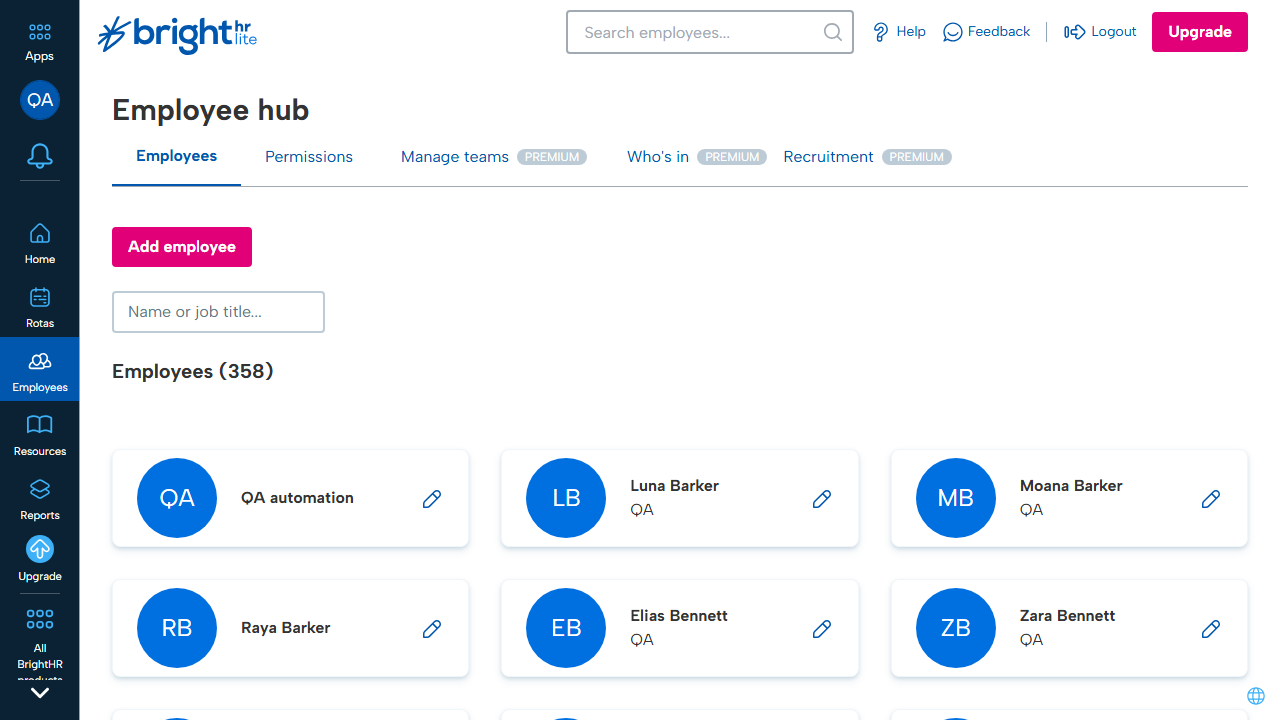 Apps
QA
Home
Rotas
Employees
Resources
Reports
Upgrade
All
BrightHR
products
bright hr lite
Search employees...
Help
Feedback
Logout
Upgrade
Employee hub
Employees
Permissions
Manage teams PREMIUM
Who's in PREMIUM
Recruitment PREMIUM
Add employee
Name or job title...
Employees (358)
QA
QA automation
LB
Luna Barker
QA
MB
Moana Barker
QA
RB
Raya Barker
EB
Elias Bennett
QA
ZB
Zara Bennett
QA